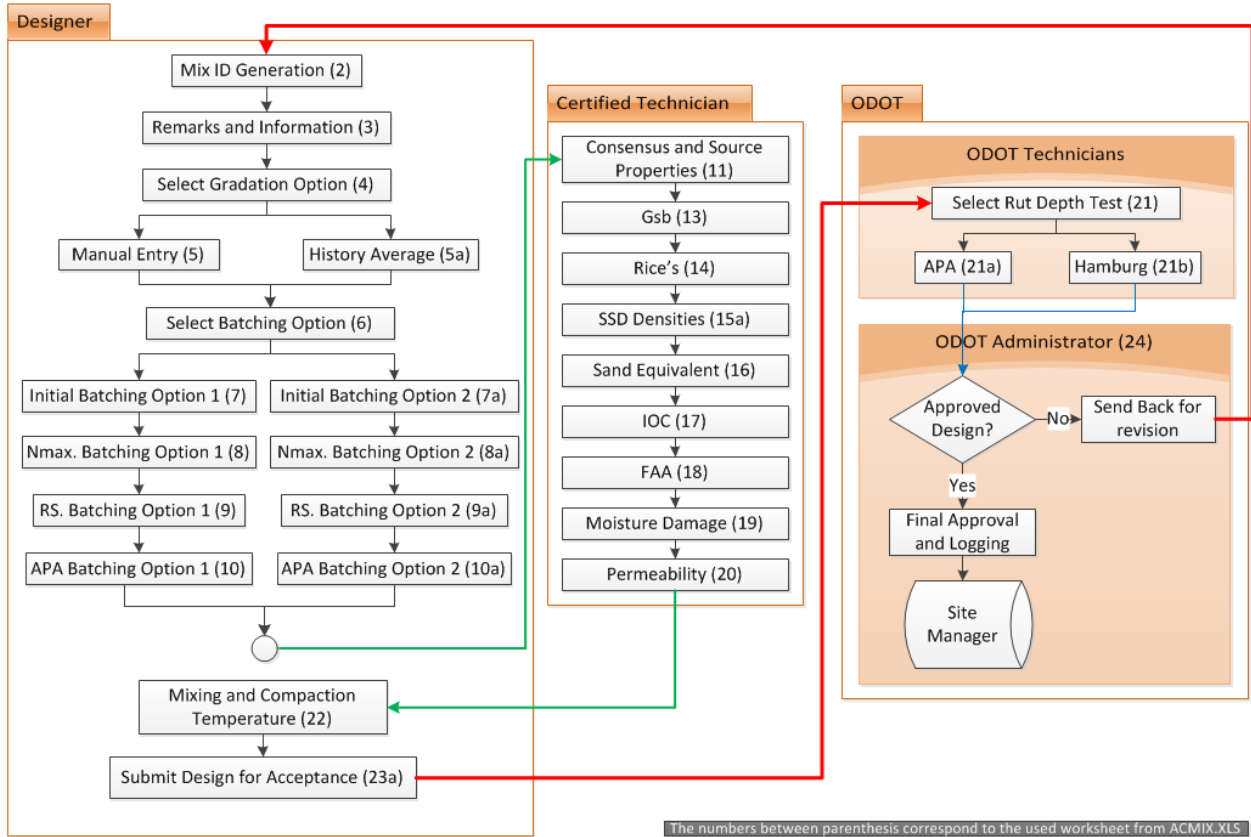 Designer
Mix ID Generation (2)
Remarks and Information (3)
Select Gradation Option (4)
Manual Entry (5)
History Average (5a)
Select Batching Option (6)
Initial Batching Option 1 (7)
Initial Batching Option 2 (7a)
Nmax. Batching Option 1 (8)
Nmax. Batching Option 2 (8a)
RS. Batching Option 1 (9)
RS. Batching Option 2 (9a)
APA Batching Option 1 (10)
APA Batching Option 2 (10a)
Mixing and Compaction
Temperature (22)
Submit Design for Acceptance (23a)
Certified Technician
Consensus and Source
Properties (11)
Gsb (13)
Rice's (14)
SSD Densities (15a)
Sand Equivalent (16)
IOC (17)
FAA (18)
Moisture Damage (19)
Permeability (20)
ODOT
ODOT Technicians
Select Rut Depth Test (21)
APA (21a)
Hamburg (21b)
ODOT Administrator (24)
Approved
Design?
No
Send Back for
revision
Yes
Final Approval
and Logging
Site
Manager
The numbers between parenthesis correspond to the used worksheet from ACMIX.XLS